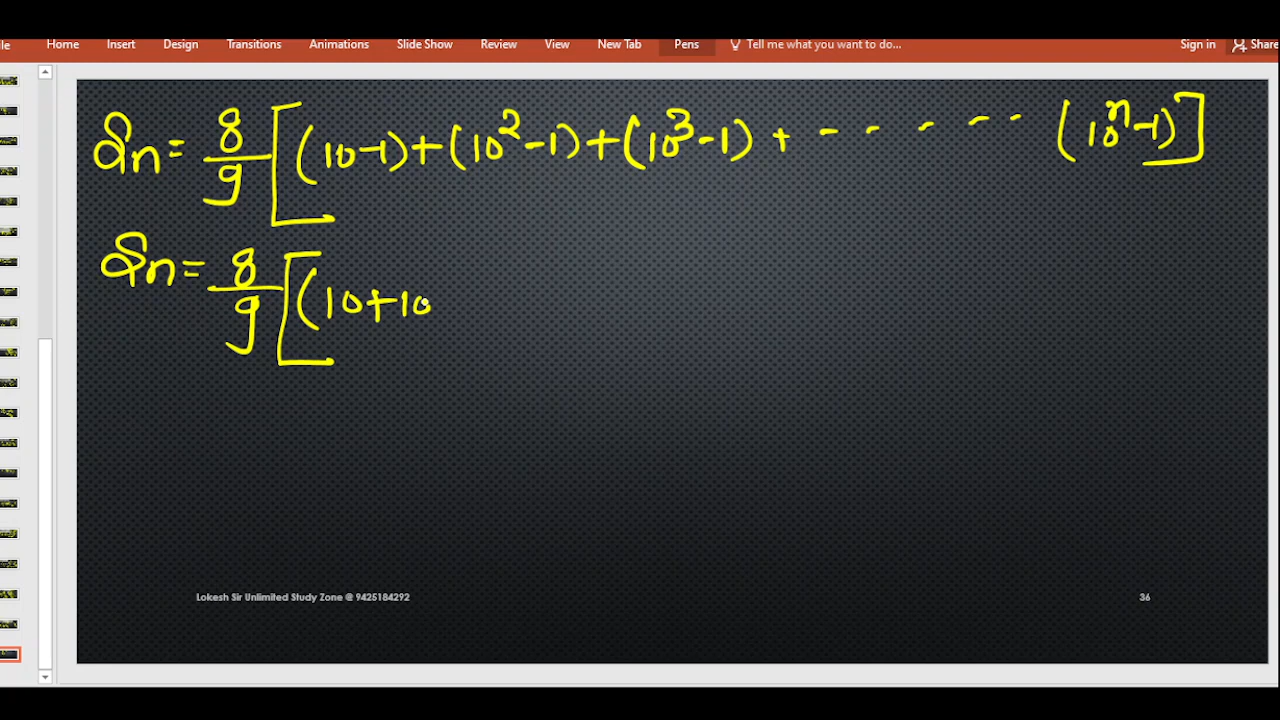 ile Home Insert Design Transitions Animations Slide Show Review View New Tab Pens Tell me what you want to do... Sign in Share
Sn = 8/9 [(10-1)+(10²-1)+(10³-1)+ - - - - - - (10ⁿ-1)]
Sn = 8/9 [(10+10
Lokesh Sir Unlimited Study Zone @ 9425184292 36